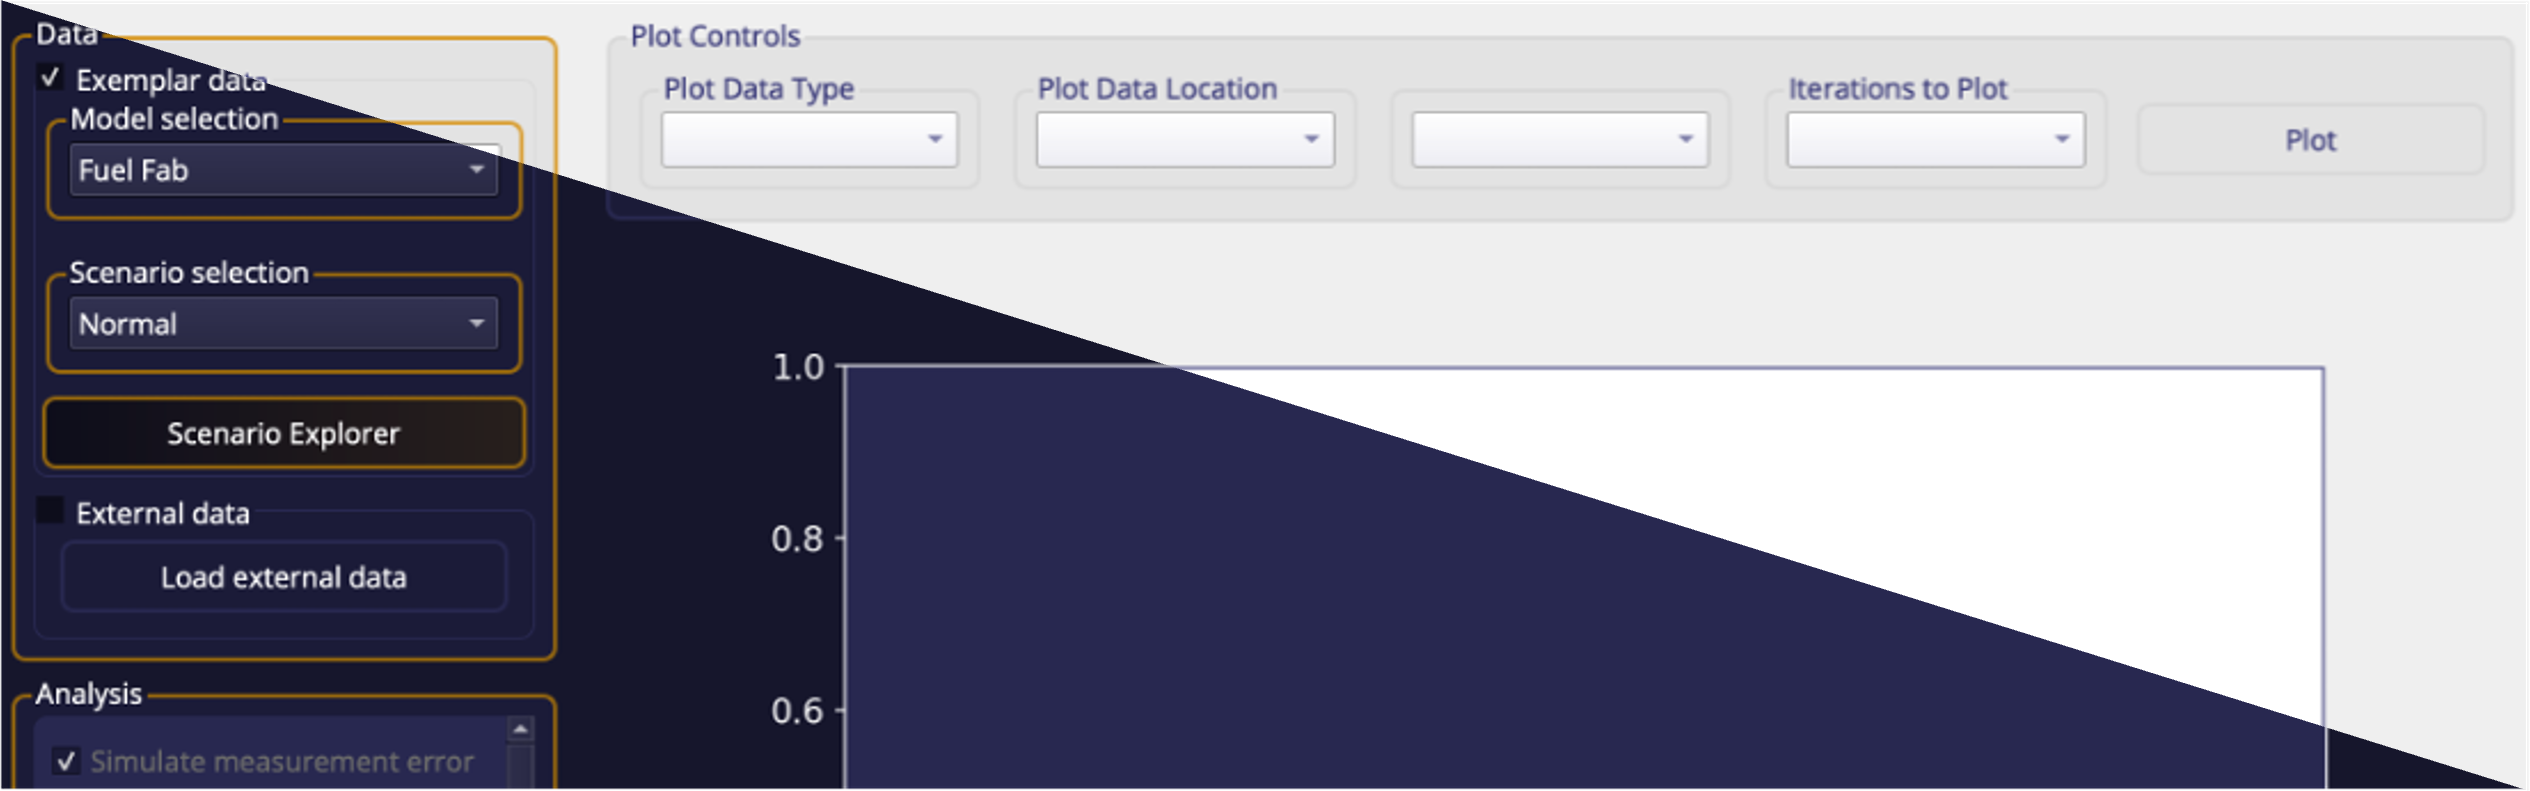 Data
Exemplar data
Model selection
Fuel Fab
Scenario selection
Normal
Scenario Explorer
External data
Load external data
Analysis
Simulate measurement error
Plot Controls
Plot Data Type
Plot Data Location
Iterations to Plot
Plot
1.0
0.8
0.6